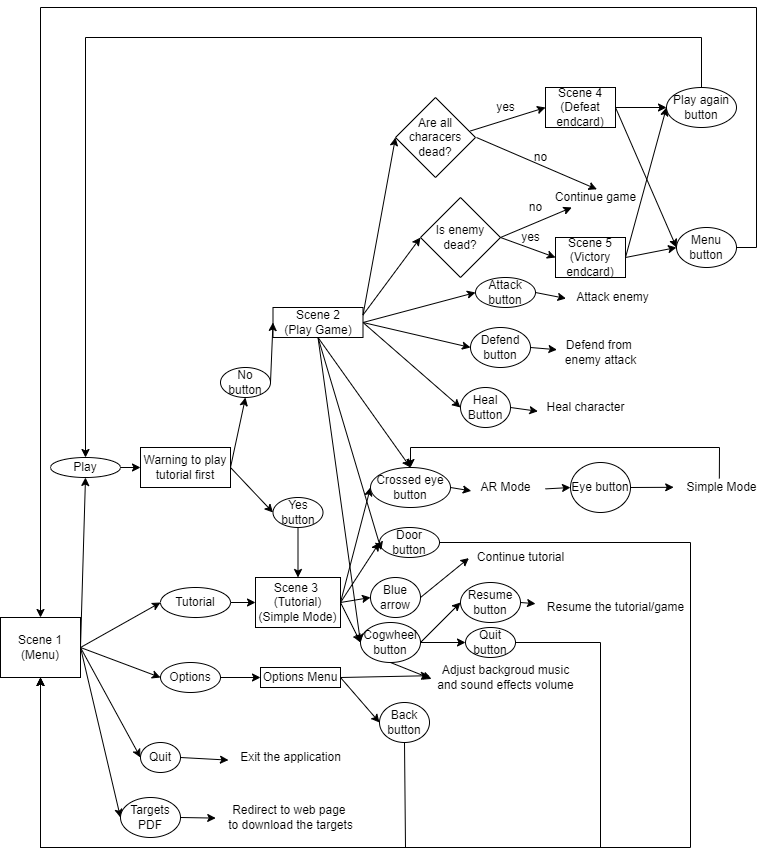 Scene 4
(Defeat
endcard)
Play again
button
yes
Are all
characers
dead?
no
Continue game
no
Is enemy
dead?
yes
Scene 5
(Victory
endcard)
Menu
button
Attack
button
Attack enemy
Scene 2
(Play Game)
Defend
button
Defend from
enemy attack
No
button
Heal
Button
Heal character
Play
Warning to play
tutorial first
Crossed eye
button
AR Mode
Eye button
Simple Mode
Yes
button
Door
button
Continue tutorial
Scene 3
(Tutorial)
(Simple Mode)
Tutorial
Blue
arrow
Resume
button
Resume the tutorial/game
Scene 1
(Menu)
Cogwheel
button
Quit
button
Options
Options Menu
Adjust backgroud music
and sound effects volume
Back
button
Quit
Exit the application
Targets
PDF
Redirect to web page
to download the targets